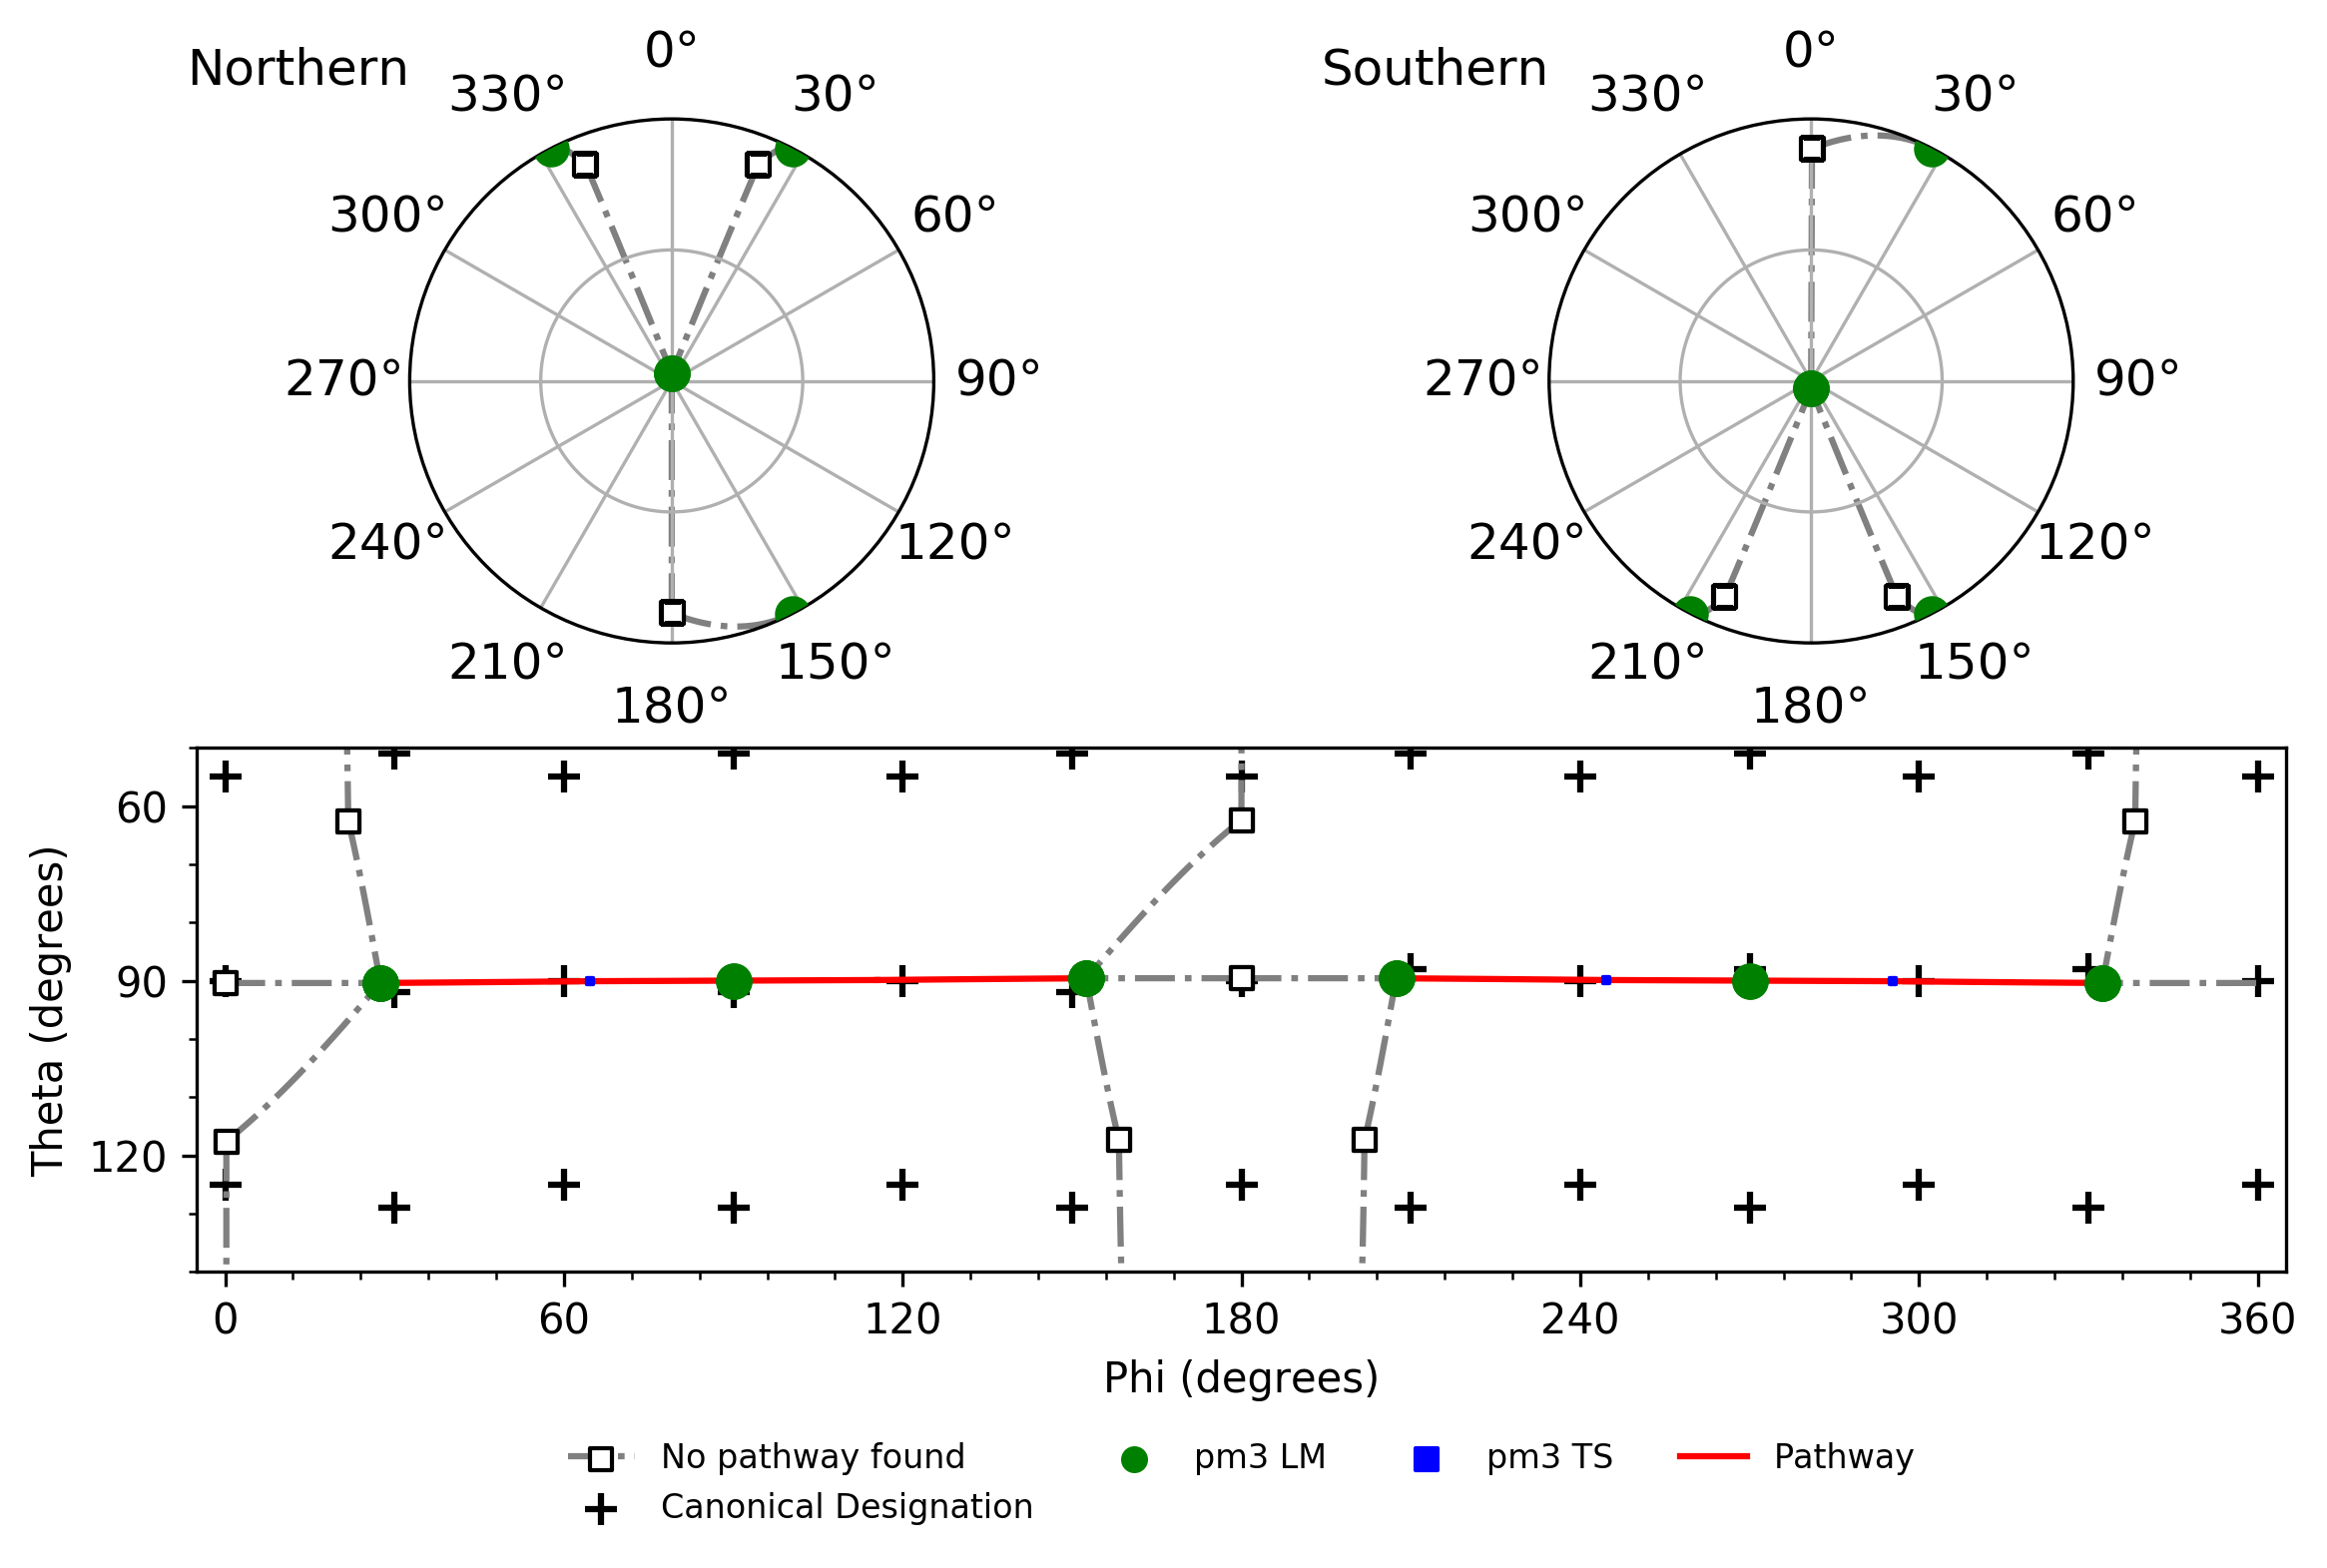 Northern
0°
330°
30°
300°
60°
270°
90°
240°
120°
210°
150°
180°
Southern
0°
330°
30°
300°
60°
270°
90°
240°
120°
210°
150°
180°
Theta (degrees)
60
90
120
0 60 120 180 240 300 360
Phi (degrees)
No pathway found
Canonical Designation
pm3 LM
pm3 TS
Pathway